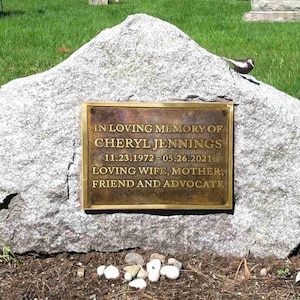 IN LOVING MEMORY OF
CHERYL JENNINGS
11.23.1972 - 05.26.2021
LOVING WIFE, MOTHER,
FRIEND AND ADVOCATE